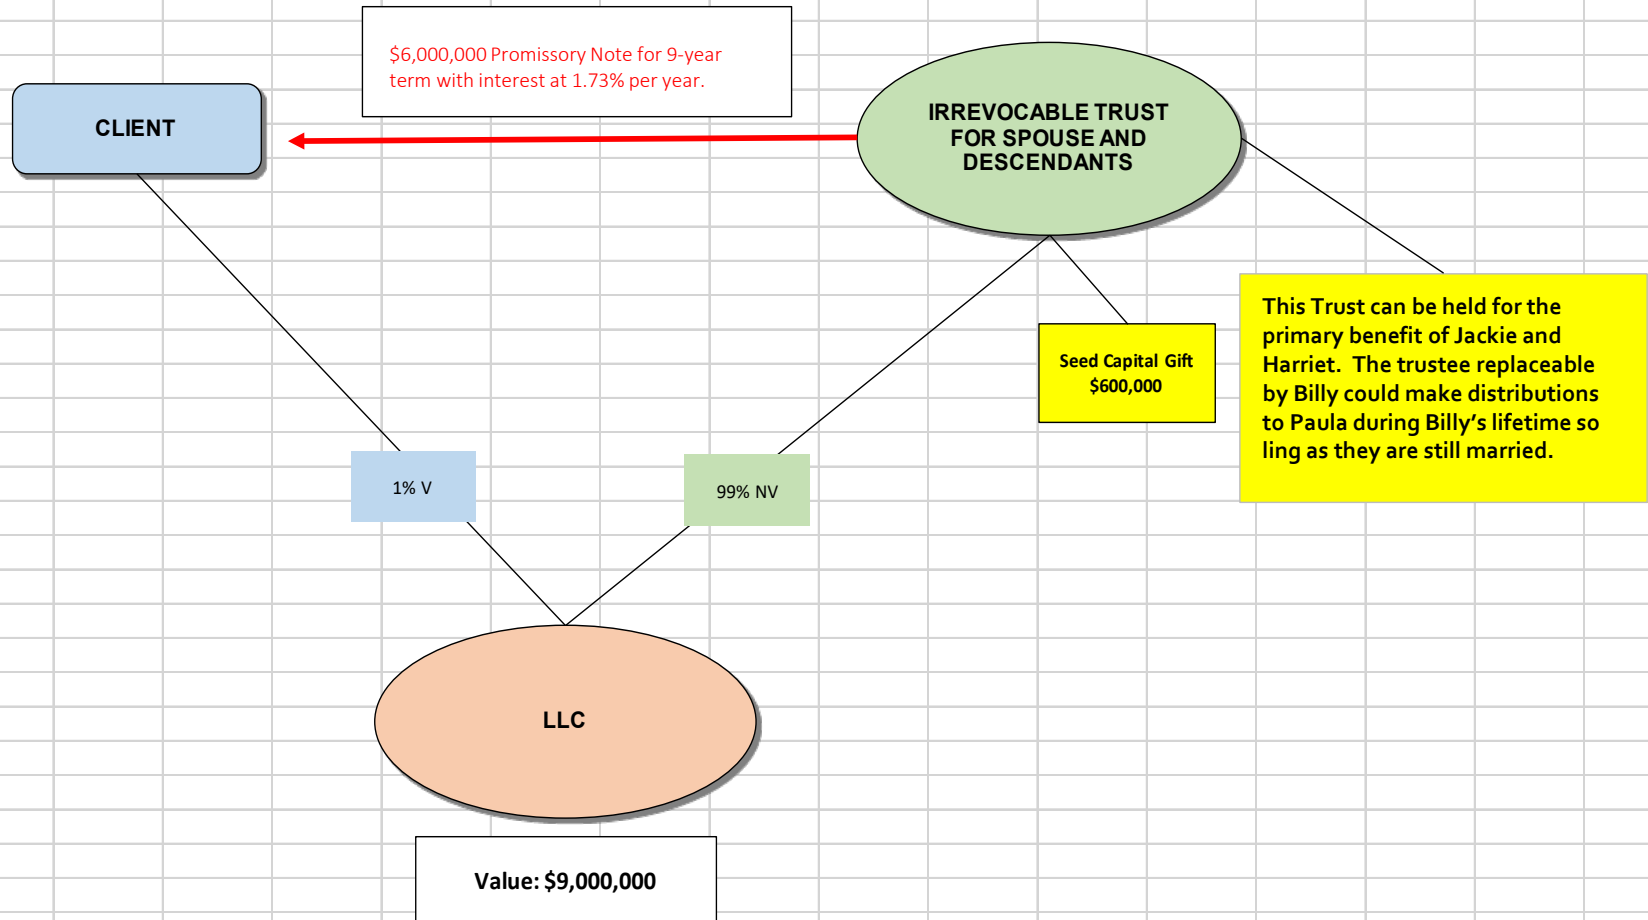 $6,000,000 Promissory Note for 9-year
term with interest at 1.73% per year.
CLIENT
IRREVOCABLE TRUST
FOR SPOUSE AND
DESCENDANTS
This Trust can be held for the
primary benefit of Jackie and
Harriet.  The trustee replaceable
by Billy could make distributions
to Paula during Billy's lifetime so
ling as they are still married.
Seed Capital Gift
$600,000
1% V
99% NV
LLC
Value: $9,000,000